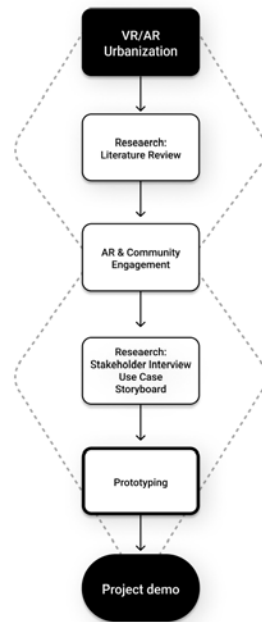 VR/AR
Urbanization
Reseaerch:
Literature Review
AR & Community
Engagement
Reseaerch:
Stakeholder Interview
Use Case
Storyboard
Prototyping
Project demo